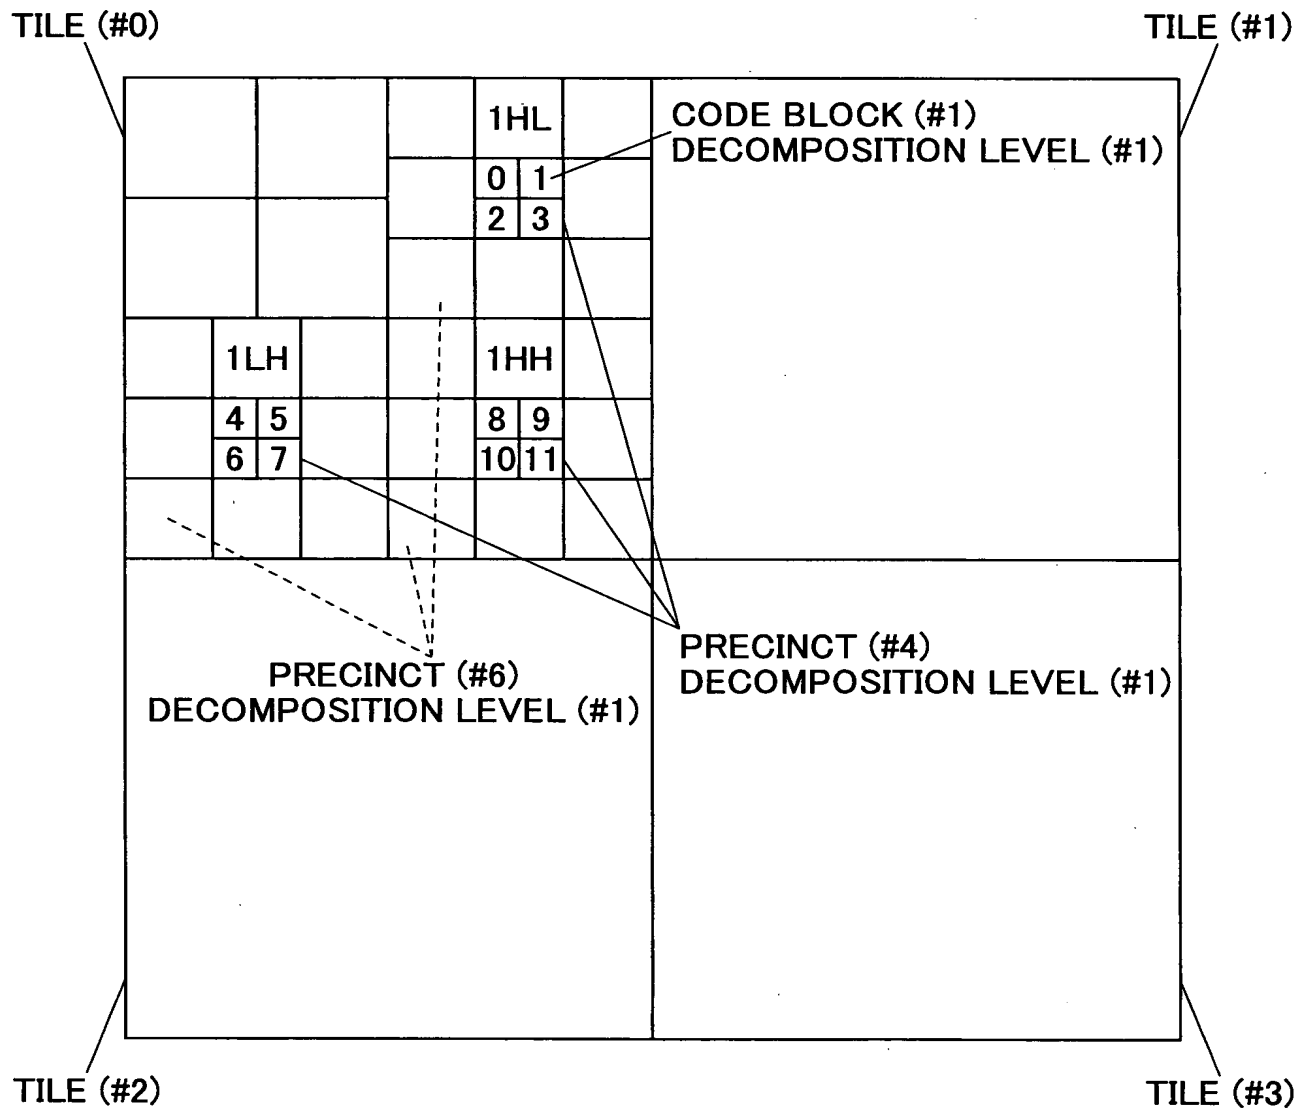 TILE (#0)
TILE (#1)
1HL
CODE BLOCK (#1)
DECOMPOSITION LEVEL (#1)
0 1
2 3
1LH
1HH
4 5
8 9
6 7
10 11
PRECINCT (#4)
DECOMPOSITION LEVEL (#1)
PRECINCT (#6)
DECOMPOSITION LEVEL (#1)
TILE (#2)
TILE (#3)